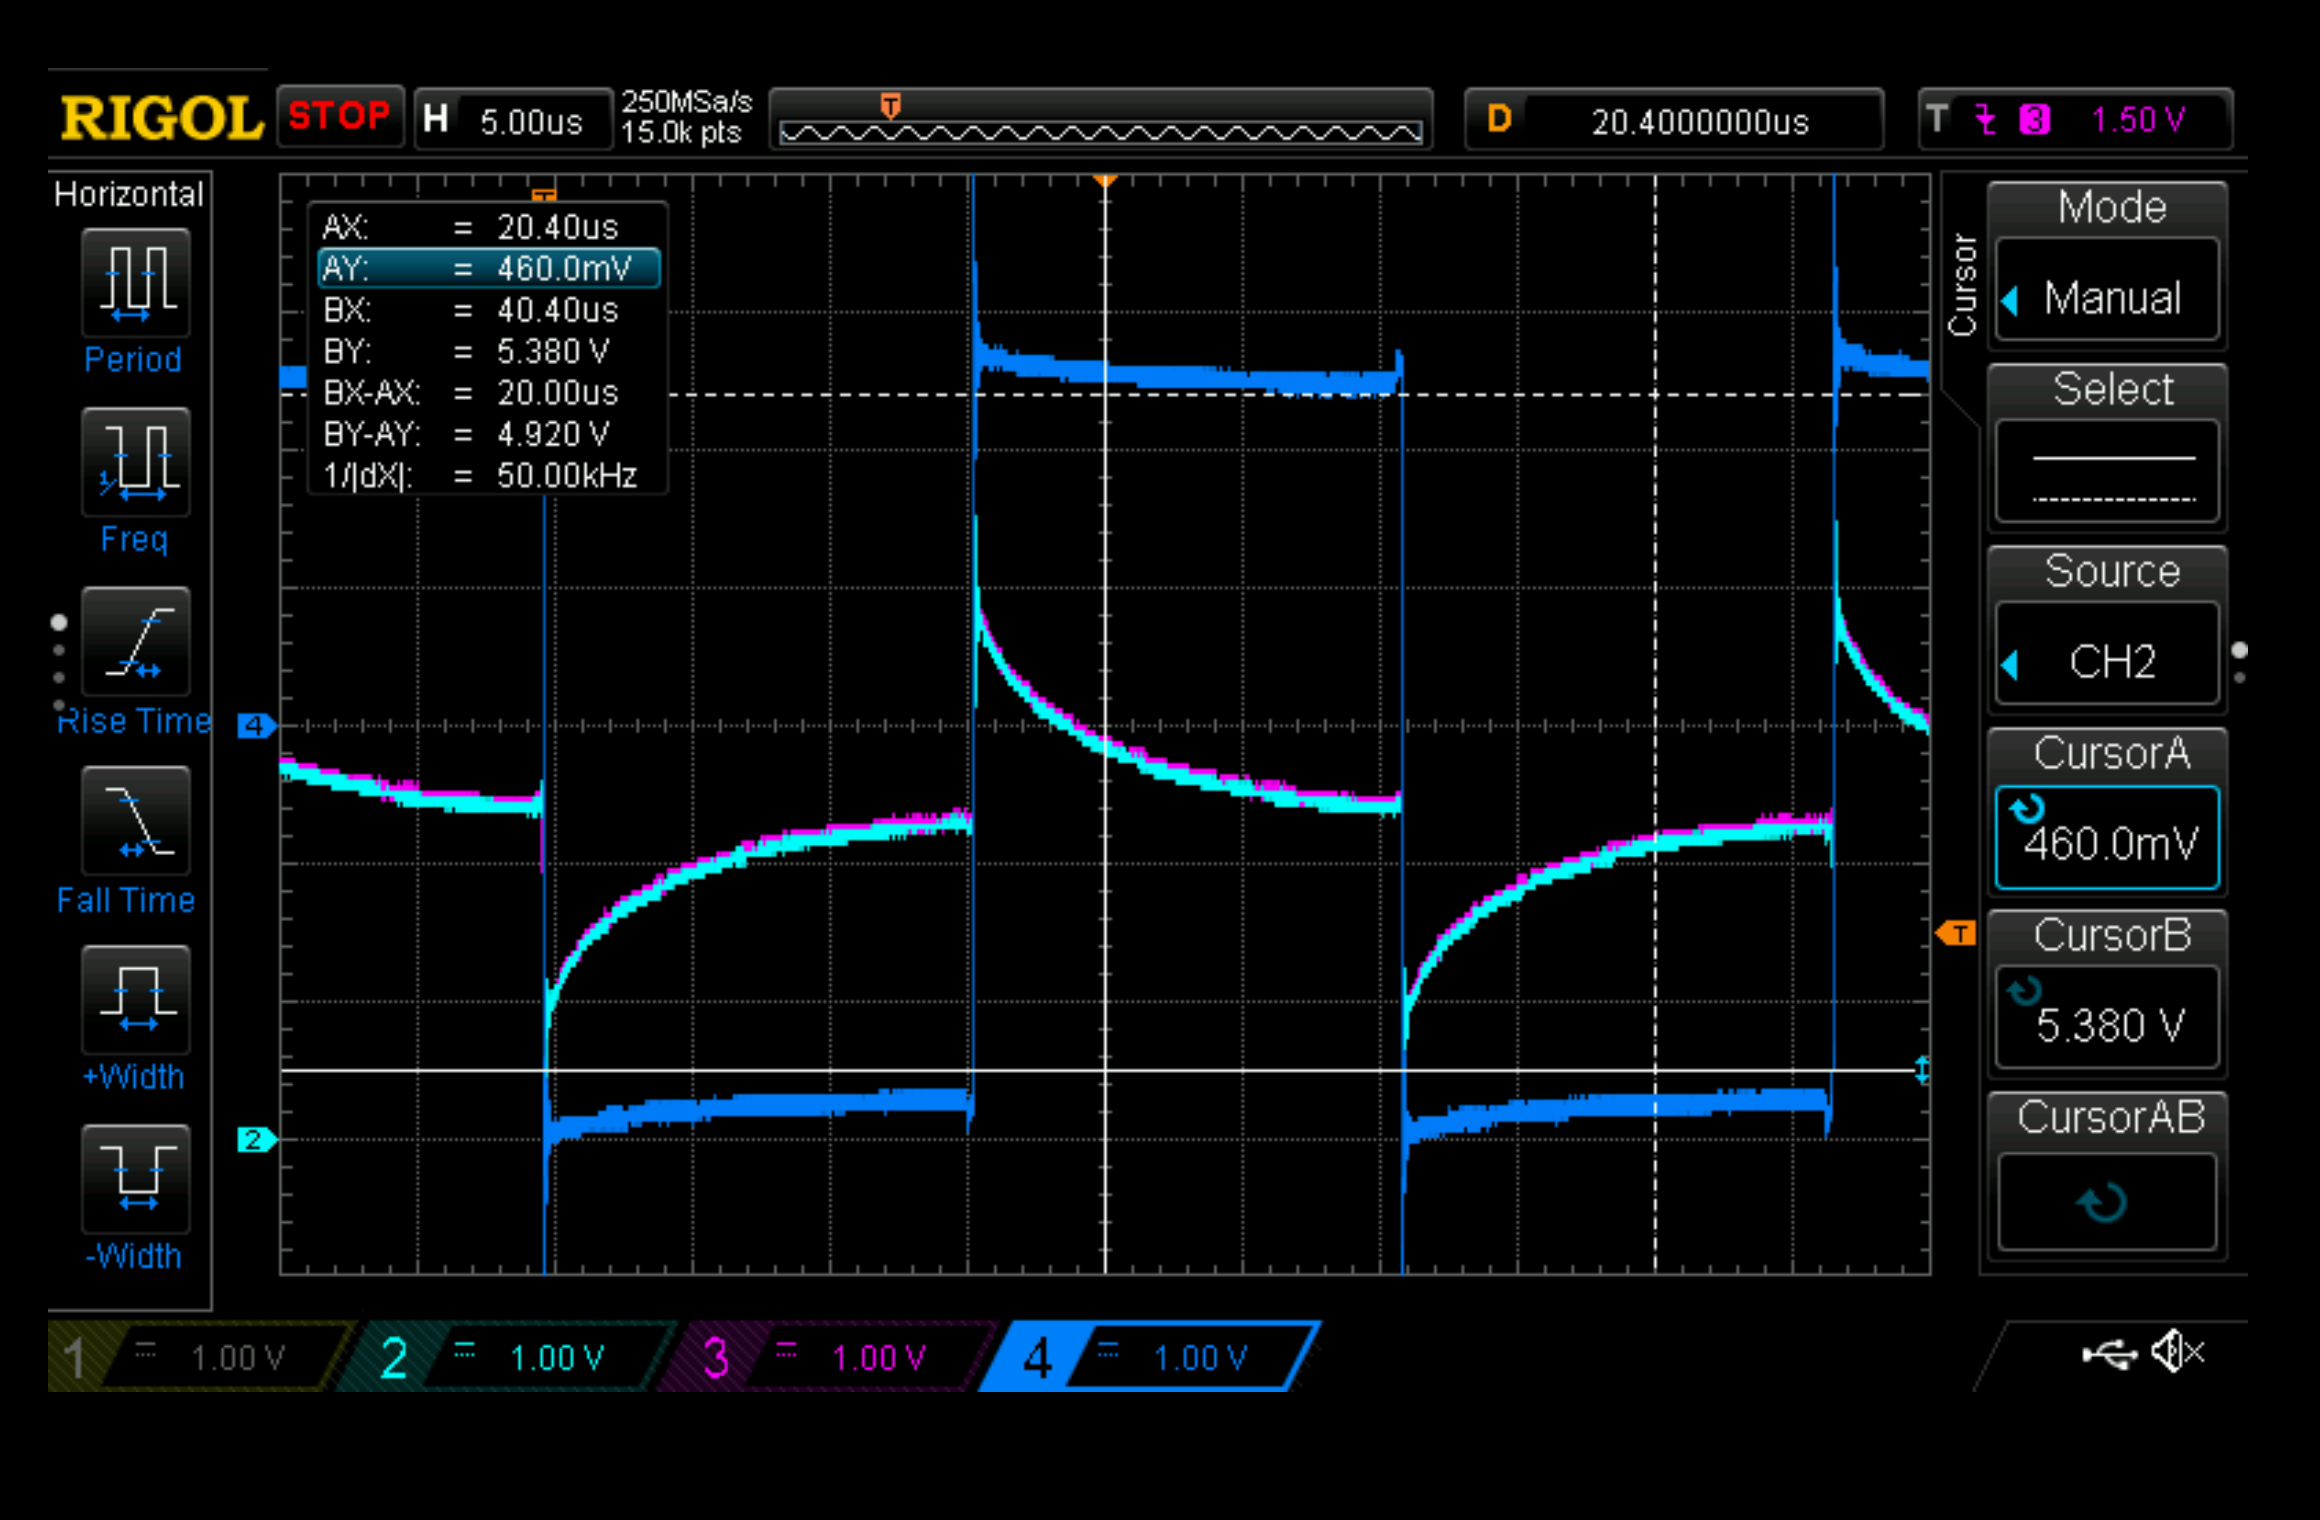 RIGOL STOP H 5.00us 250MSa/s
15.0k pts
T
D 20.4000000us T 3 1.50 V
Horizontal
Period
Freq
Rise Time
Fall Time
+Width
-Width
T
AX: = 20.40us
AY: = 460.0mV
BX: = 40.40us
BY: = 5.380 V
BX-AX: = 20.00us
BY-AY: = 4.920 V
1/|dX|: = 50.00kHz
4
2
T
Cursor
Mode
Manual
Select
Source
CH2
CursorA
460.0mV
CursorB
5.380 V
CursorAB
1 1.00 V 2 1.00 V 3 1.00 V 4 1.00 V